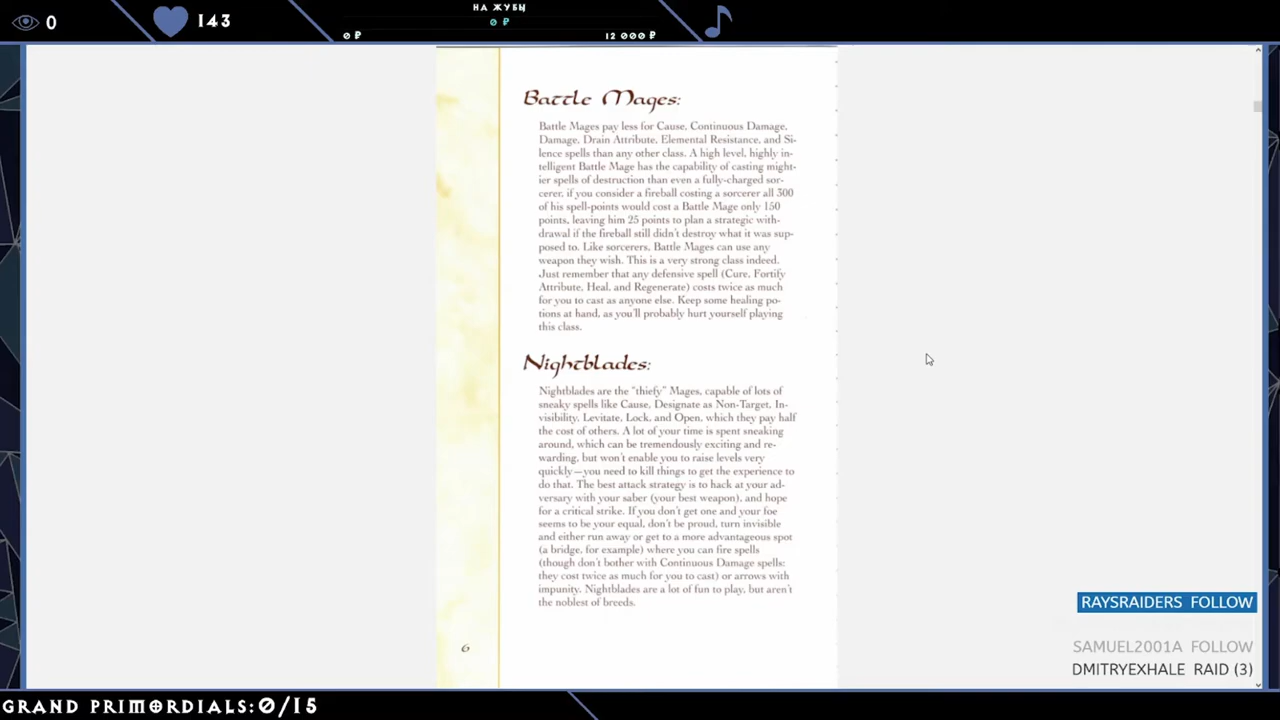 0
143
НА ЖУБЫ
0 ₽
0 ₽
12 000 ₽
Battle Mages:
Battle Mages pay less for Cause, Continuous Damage,
Damage, Drain Attribute, Elemental Resistance, and Si-
lence spells than any other class. A high level, highly in-
telligent Battle Mage has the capability of casting might-
ier spells of destruction than even a fully-charged sor-
cerer, if you consider a fireball costing a sorcerer all 300
of his spell-points would cost a Battle Mage only 150
points, leaving him 25 points to plan a strategic with-
drawal if the fireball still didn't destroy what it was sup-
posed to. Like sorcerers, Battle Mages can use any
weapon they wish. This is a very strong class indeed.
Just remember that any defensive spell (Cure, Fortify
Attribute, Heal, and Regenerate) costs twice as much
for you to cast as anyone else. Keep some healing po-
tions at hand, as you'll probably hurt yourself playing
this class.
Nightblades:
Nightblades are the "thiefy" Mages, capable of lots of
sneaky spells like Cause, Designate as Non-Target, In-
visibility, Levitate, Lock, and Open, which they pay half
the cost of others. A lot of your time is spent sneaking
around, which can be tremendously exciting and re-
warding, but won't enable you to raise levels very
quickly—you need to kill things to get the experience to
do that. The best attack strategy is to hack at your ad-
versary with your saber (your best weapon), and hope
for a critical strike. If you don't get one and your foe
seems to be your equal, don't be proud, turn invisible
and either run away or get to a more advantageous spot
(a bridge, for example) where you can fire spells
(though don't bother with Continuous Damage spells:
they cost twice as much for you to cast) or arrows with
impunity. Nightblades are a lot of fun to play, but aren't
the noblest of breeds.
6
RAYSRAIDERS FOLLOW
SAMUEL2001A FOLLOW
DMITRYEXHALE RAID (3)
GRAND PRIMORDIALS:0/15